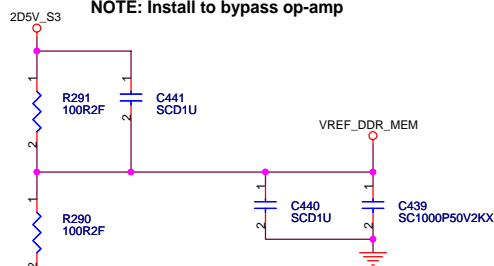 NOTE: Install to bypass op-amp
2D5V_S3
1
1
R291
100R2F
C441
SCD1U
2
2
VREF_DDR_MEM
1
1
1
R290
100R2F
C440
SCD1U
C439
SC1000P50V2KX
2
2
2